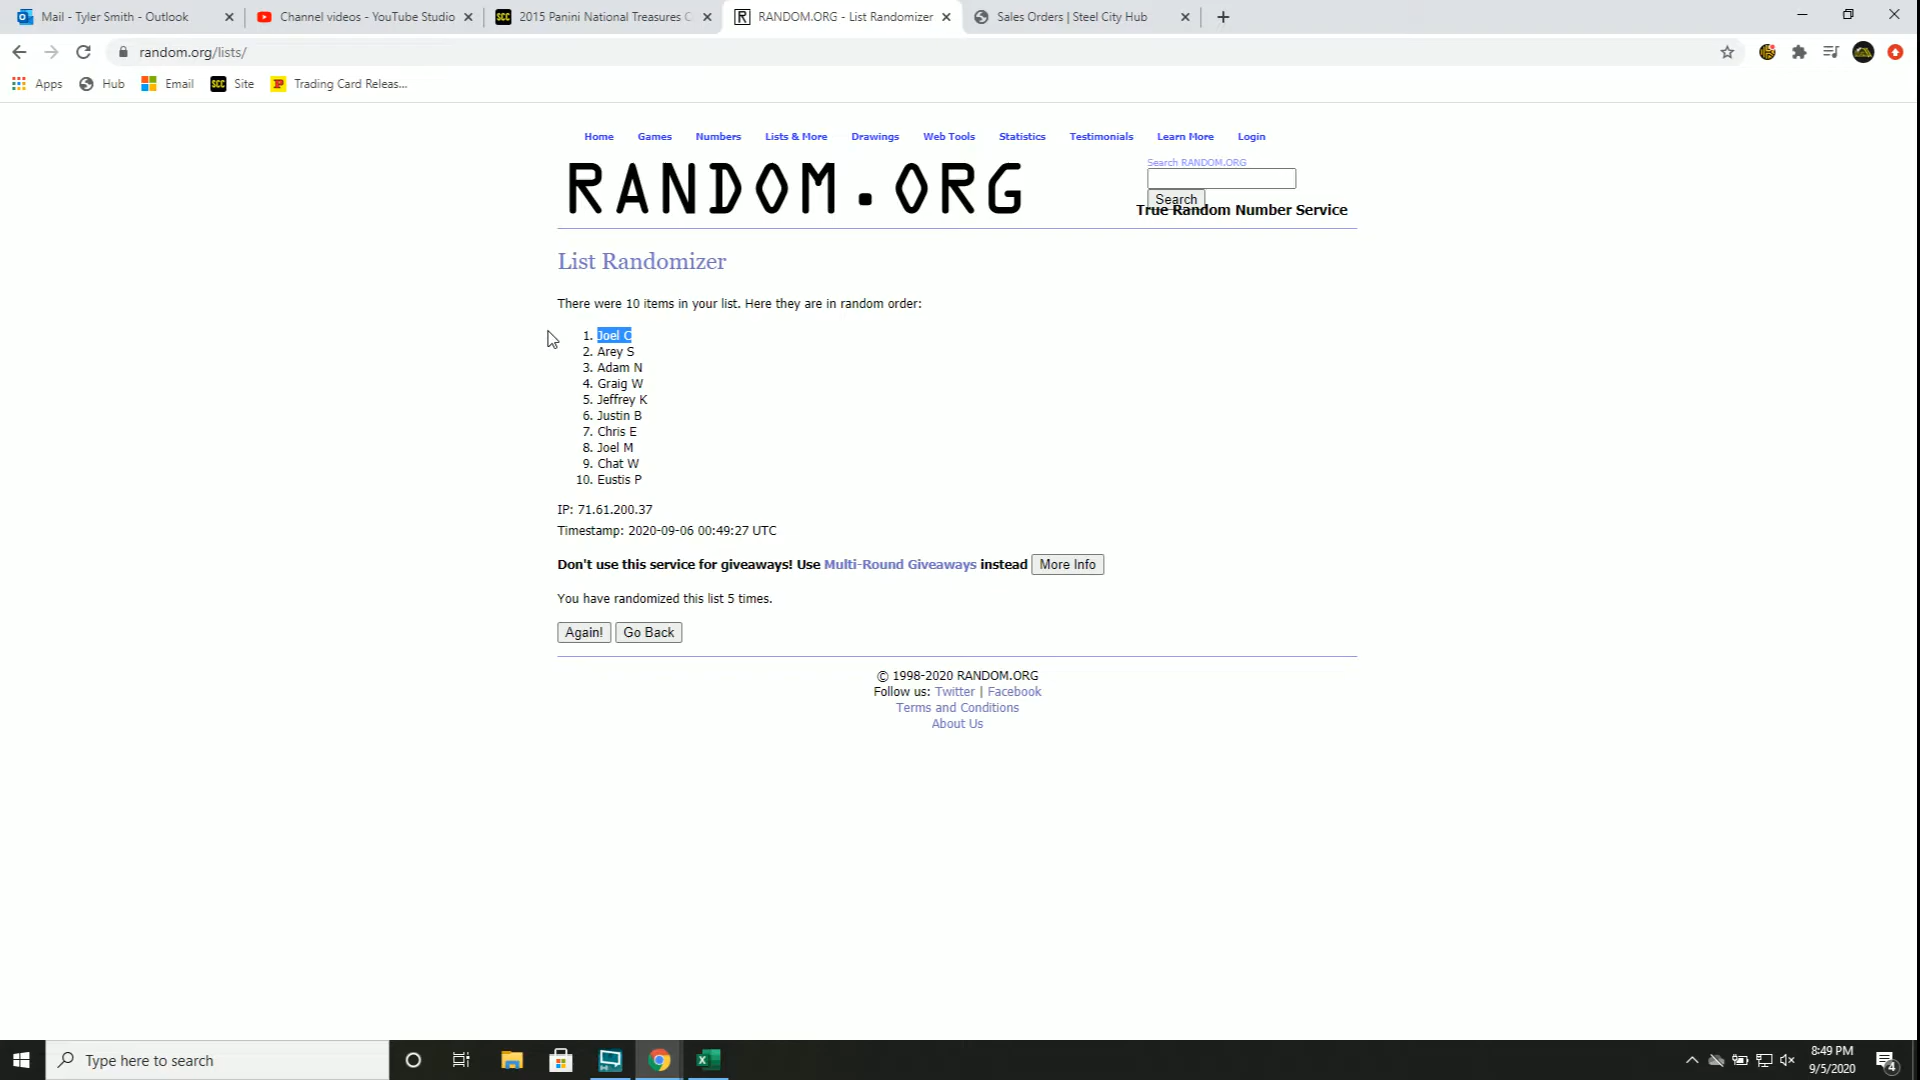 Mail - Tyler Smith - Outlook
Channel videos - YouTube Studio
SCC 2015 Panini National Treasures C
R RANDOM.ORG - List Randomizer
Sales Orders | Steel City Hub
random.org/lists/
Apps
Hub
Email
SCC Site
Trading Card Releas...
Home Games Numbers Lists & More Drawings Web Tools Statistics Testimonials Learn More Login
RANDOM.ORG
Search RANDOM.ORG
Search
True Random Number Service
List Randomizer
There were 10 items in your list. Here they are in random order:
1. Joel C
2. Arey S
3. Adam N
4. Graig W
5. Jeffrey K
6. Justin B
7. Chris E
8. Joel M
9. Chat W
10. Eustis P
IP: 71.61.200.37
Timestamp: 2020-09-06 00:49:27 UTC
Don't use this service for giveaways! Use Multi-Round Giveaways instead More Info
You have randomized this list 5 times.
Again! Go Back
© 1998-2020 RANDOM.ORG
Follow us: Twitter | Facebook
Terms and Conditions
About Us
Type here to search
8:49 PM
9/5/2020
4